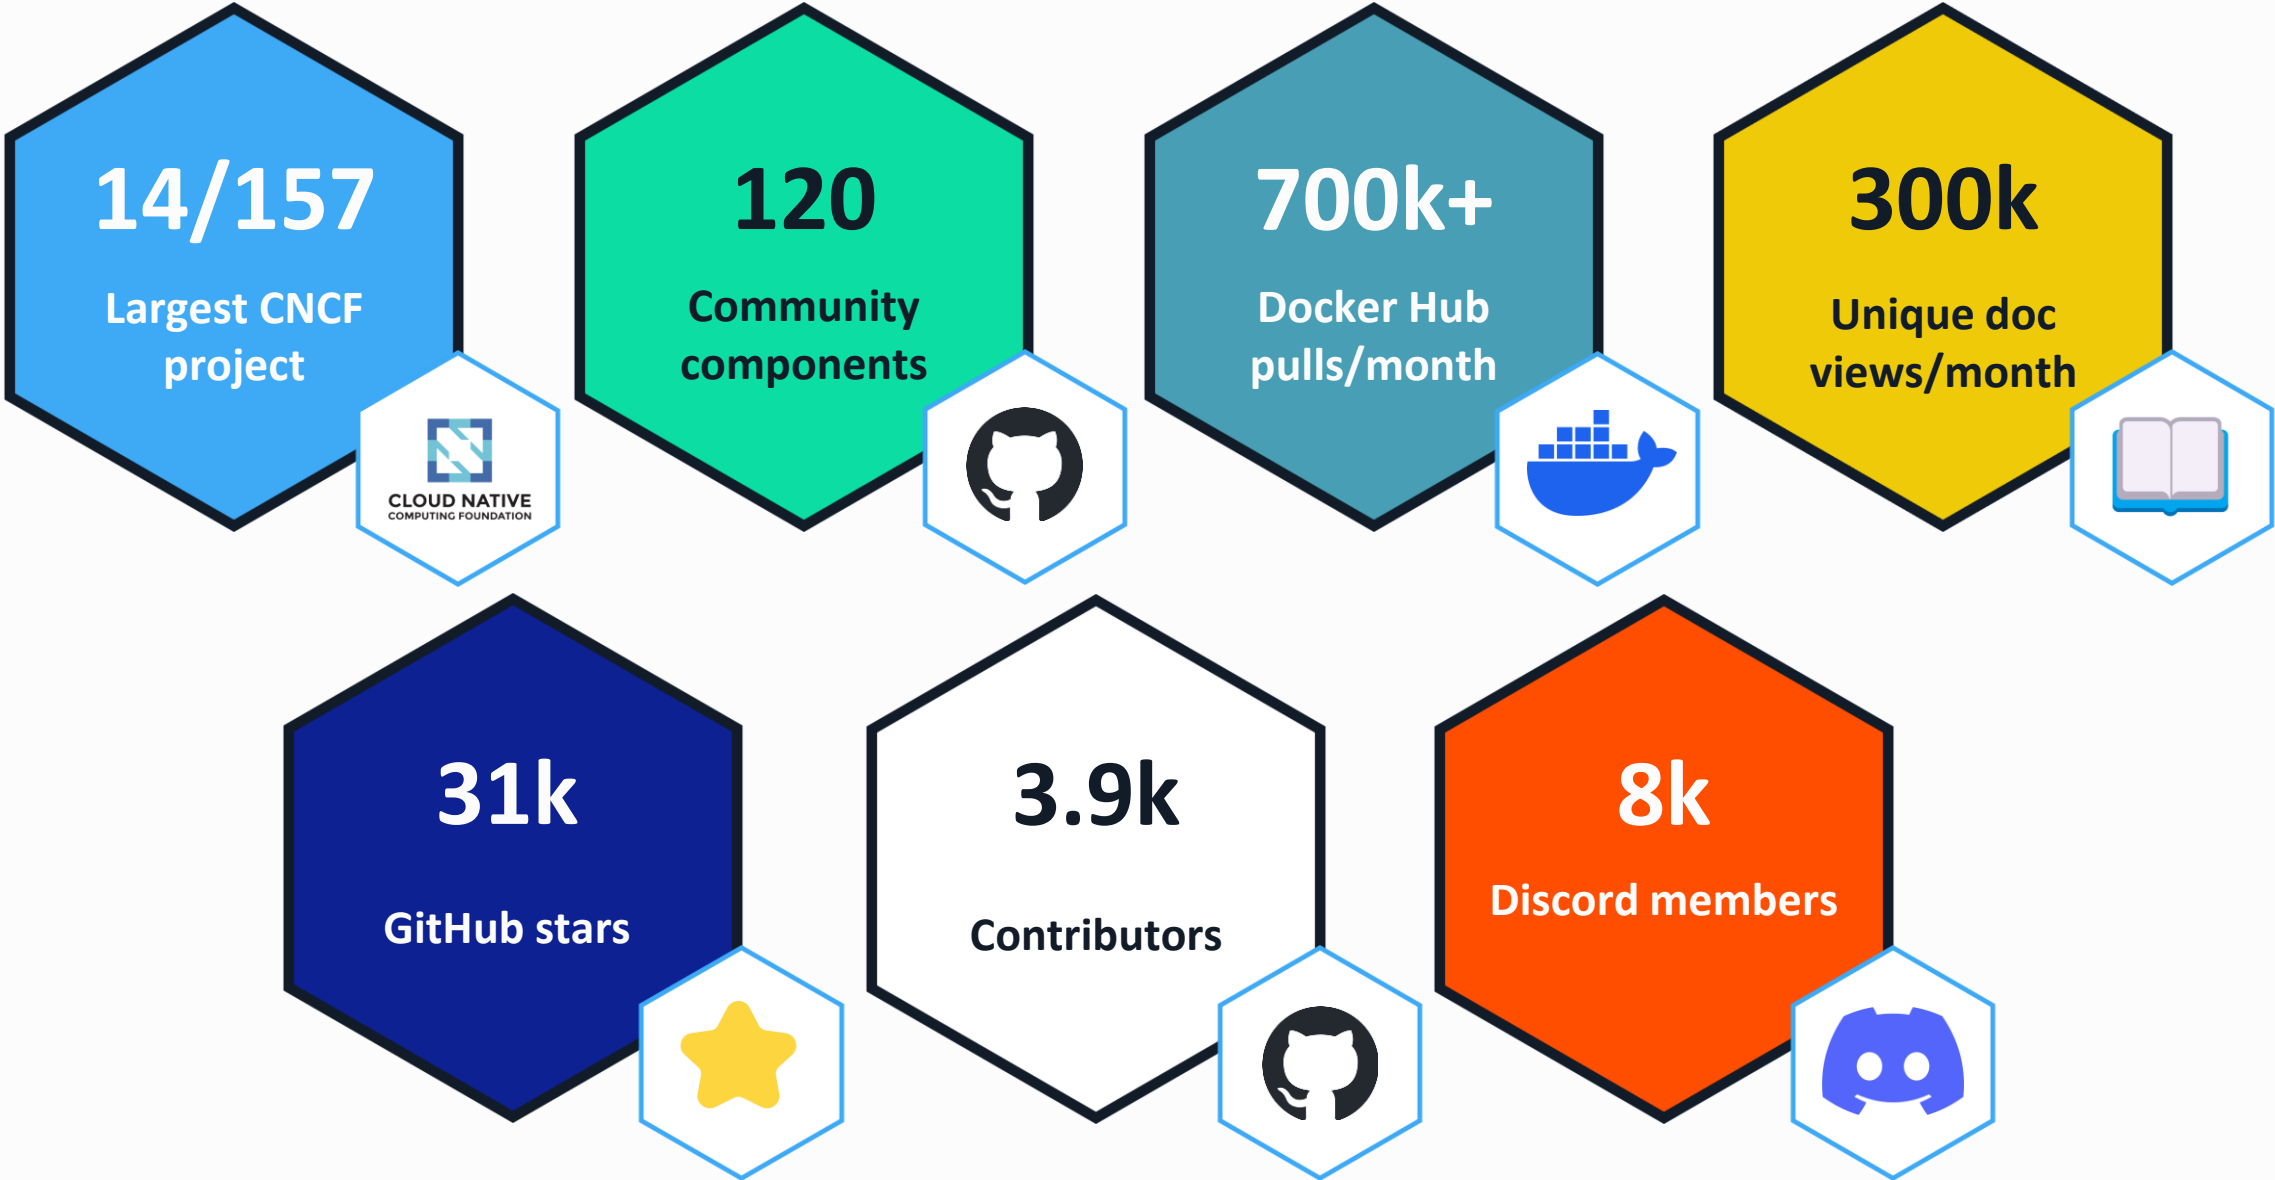 14/157
Largest CNCF
project
CLOUD NATIVE
COMPUTING FOUNDATION
120
Community
components
700k+
Docker Hub
pulls/month
300k
Unique doc
views/month
31k
GitHub stars
3.9k
Contributors
8k
Discord members